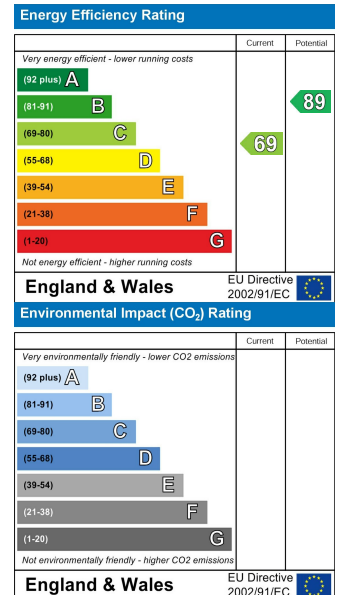 Energy Efficiency Rating
Current Potential
Very energy efficient - lower running costs
(92 plus) A
(81-91) B
89
(69-80) C
69
(55-68) D
(39-54) E
(21-38) F
(1-20) G
Not energy efficient - higher running costs
England & Wales
EU Directive
2002/91/EC
Environmental Impact (CO₂) Rating
Current Potential
Very environmentally friendly - lower CO2 emissions
(92 plus) A
(81-91) B
(69-80) C
(55-68) D
(39-54) E
(21-38) F
(1-20) G
Not environmentally friendly - higher CO2 emissions
England & Wales
EU Directive
2002/91/EC